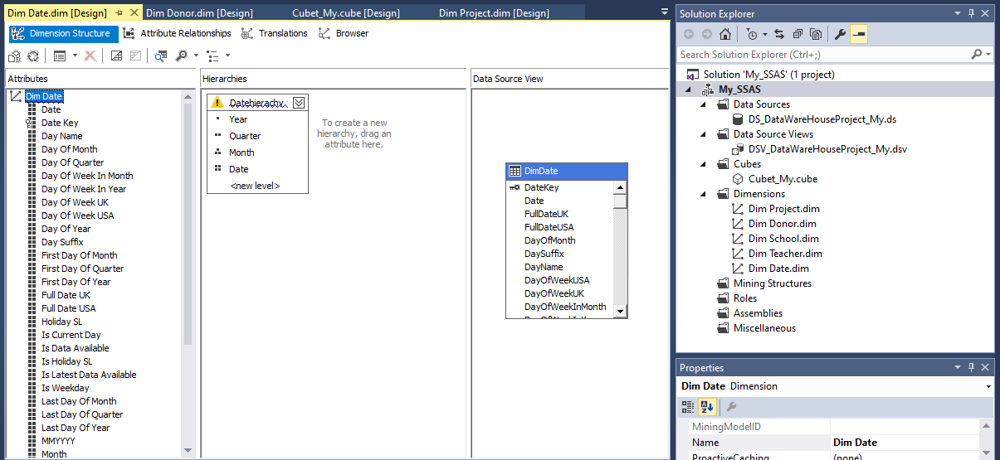 Dim Date.dim [Design]
Dim Donor.dim [Design]
Cubet_My.cube [Design]
Dim Project.dim [Design]
Dimension Structure
Attribute Relationships
Translations
Browser
Attributes
Dim Date
Date
Date Key
Day Name
Day Of Month
Day Of Quarter
Day Of Week In Month
Day Of Week In Year
Day Of Week UK
Day Of Week USA
Day Of Year
Day Suffix
First Day Of Month
First Day Of Quarter
First Day Of Year
Full Date UK
Full Date USA
Holiday SL
Is Current Day
Is Data Available
Is Holiday SL
Is Latest Data Available
Is Weekday
Last Day Of Month
Last Day Of Quarter
Last Day Of Year
MMYYYY
Month
Hierarchies
Datehierachy
Year
Quarter
Month
Date
<new level>
To create a new
hierarchy, drag an
attribute here.
Data Source View
DimDate
DateKey
Date
FullDateUK
FullDateUSA
DayOfMonth
DaySuffix
DayName
DayOfWeekUSA
DayOfWeekUK
DayOfWeekInMonth
Solution Explorer
Search Solution Explorer (Ctrl+;)
Solution 'My_SSAS' (1 project)
My_SSAS
Data Sources
DS_DataWareHouseProject_My.ds
Data Source Views
DSV_DataWareHouseProject_My.dsv
Cubes
Cubet_My.cube
Dimensions
Dim Project.dim
Dim Donor.dim
Dim School.dim
Dim Teacher.dim
Dim Date.dim
Mining Structures
Roles
Assemblies
Miscellaneous
Properties
Dim Date Dimension
MiningModelID
Name Dim Date
ProactiveCaching (none)